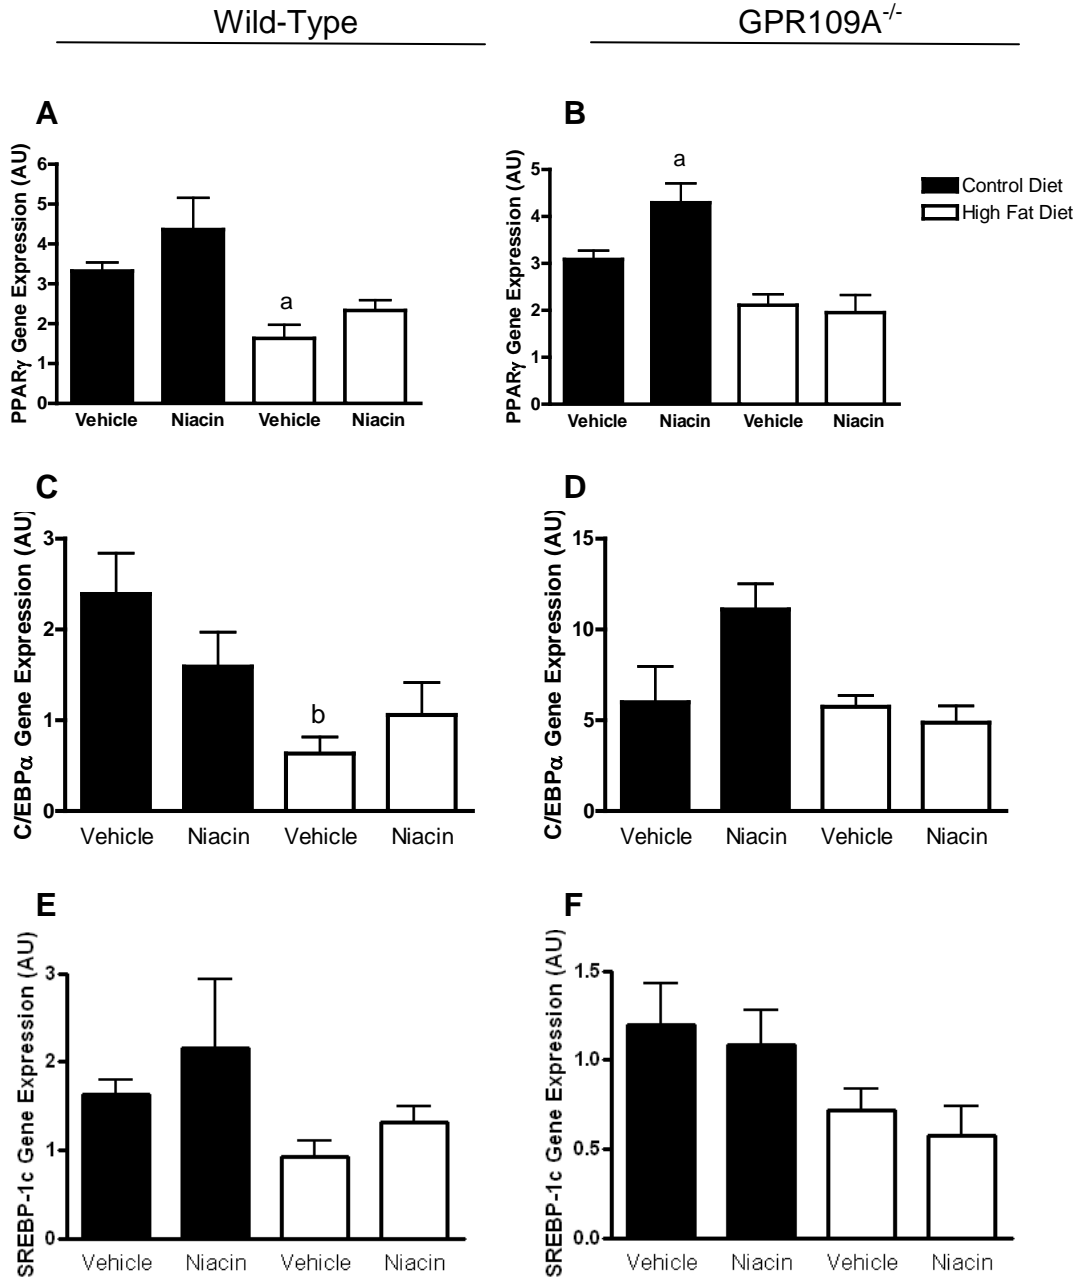 Wild-Type
GPR109A-/-
A
PPARγ Gene Expression (AU)
6
5
4
3
2
1
0
a
Vehicle Niacin Vehicle Niacin
B
PPARγ Gene Expression (AU)
5
4
3
2
1
0
a
Vehicle Niacin Vehicle Niacin
Control Diet
High Fat Diet
C
C/EBPα Gene Expression (AU)
3
2
1
0
b
Vehicle Niacin Vehicle Niacin
D
C/EBPα Gene Expression (AU)
15
10
5
0
Vehicle Niacin Vehicle Niacin
E
SREBP-1c Gene Expression (AU)
3
2
1
0
Vehicle Niacin Vehicle Niacin
F
SREBP-1c Gene Expression (AU)
1.5
1.0
0.5
0.0
Vehicle Niacin Vehicle Niacin